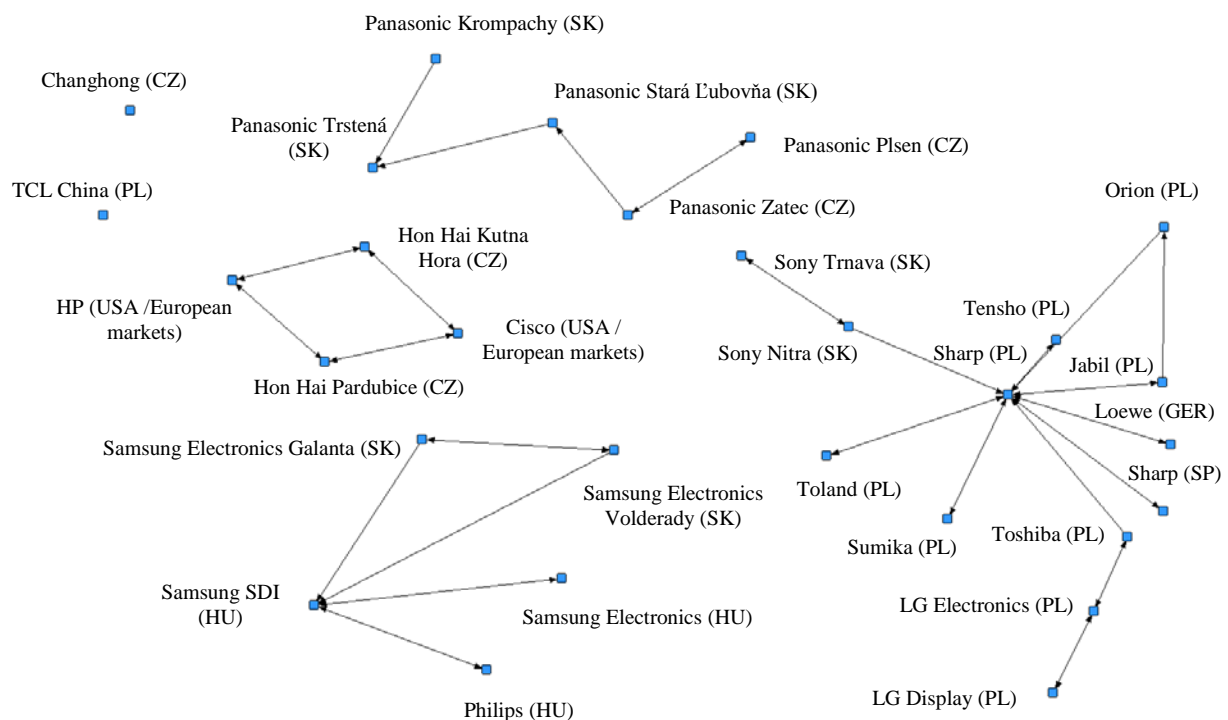 Panasonic Krompachy (SK)
Changhong (CZ)
Panasonic Stará Ľubovňa (SK)
Panasonic Trstená
(SK)
Panasonic Plsen (CZ)
TCL China (PL)
Orion (PL)
Panasonic Zatec (CZ)
Hon Hai Kutna
Hora (CZ)
Sony Trnava (SK)
HP (USA /European
markets)
Tensho (PL)
Cisco (USA /
European markets)
Sony Nitra (SK)
Sharp (PL)
Jabil (PL)
Hon Hai Pardubice (CZ)
Loewe (GER)
Samsung Electronics Galanta (SK)
Sharp (SP)
Samsung Electronics
Volderady (SK)
Toland (PL)
Sumika (PL)
Toshiba (PL)
Samsung SDI
(HU)
Samsung Electronics (HU)
LG Electronics (PL)
LG Display (PL)
Philips (HU)